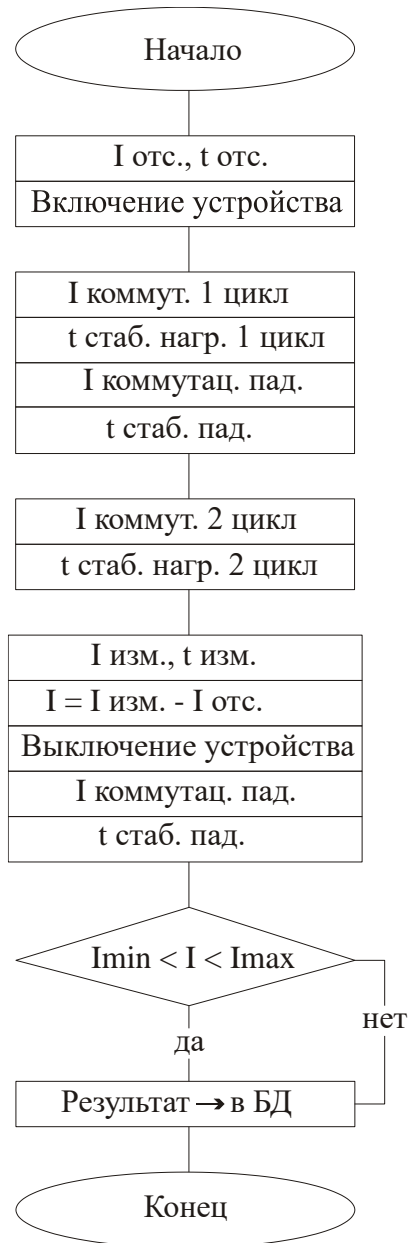 Начало
I отс., t отс.
Включение устройства
I коммут. 1 цикл
t стаб. нагр. 1 цикл
I коммутац. пад.
t стаб. пад.
I коммут. 2 цикл
t стаб. нагр. 2 цикл
I изм., t изм.
I = I изм. - I отс.
Выключение устройства
I коммутац. пад.
t стаб. пад.
Imin < I < Imax
нет
да
Результат → в БД
Конец